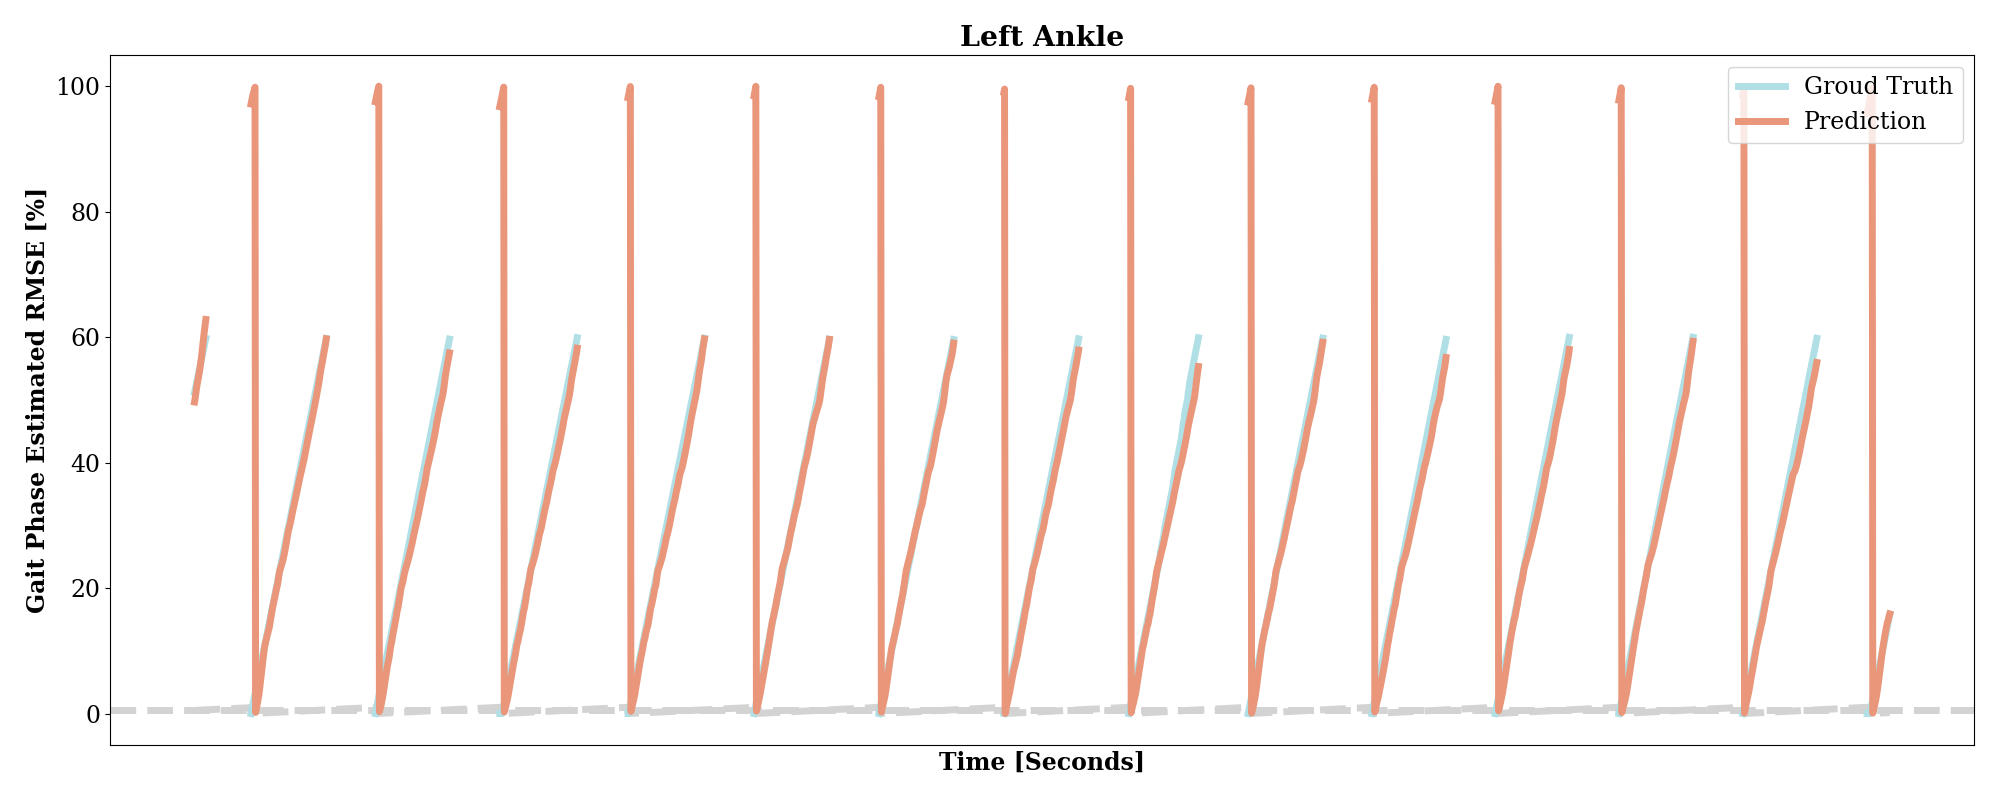 Left Ankle
Groud Truth
Prediction
Gait Phase Estimated RMSE [%]
100
80
60
40
20
0
Time [Seconds]